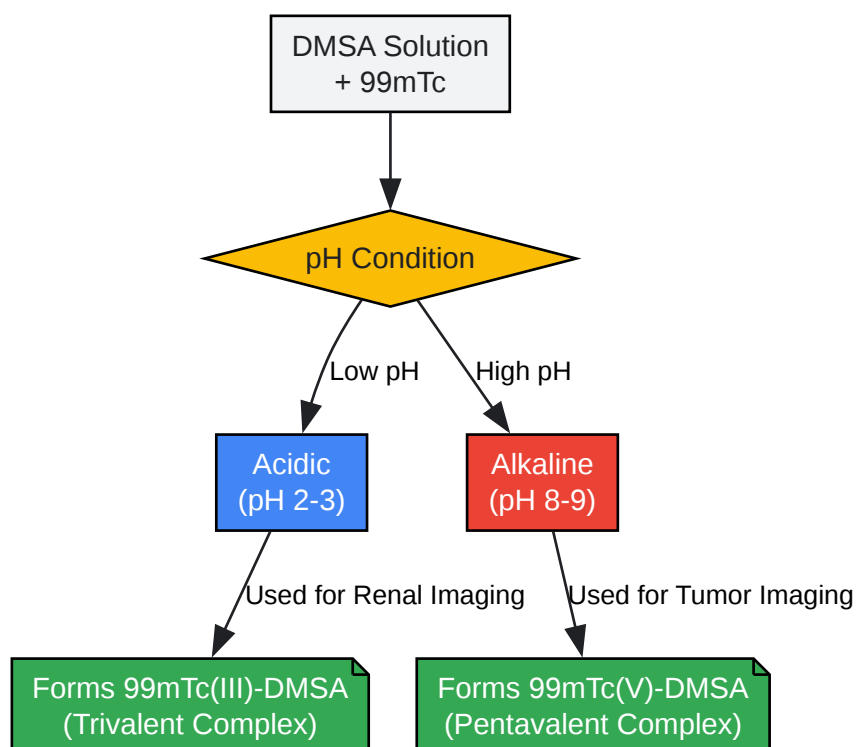 DMSA Solution
+ 99mTc
pH Condition
Low pH
High pH
Acidic
(pH 2-3)
Alkaline
(pH 8-9)
Used for Renal Imaging
Used for Tumor Imaging
Forms 99mTc(III)-DMSA
(Trivalent Complex)
Forms 99mTc(V)-DMSA
(Pentavalent Complex)